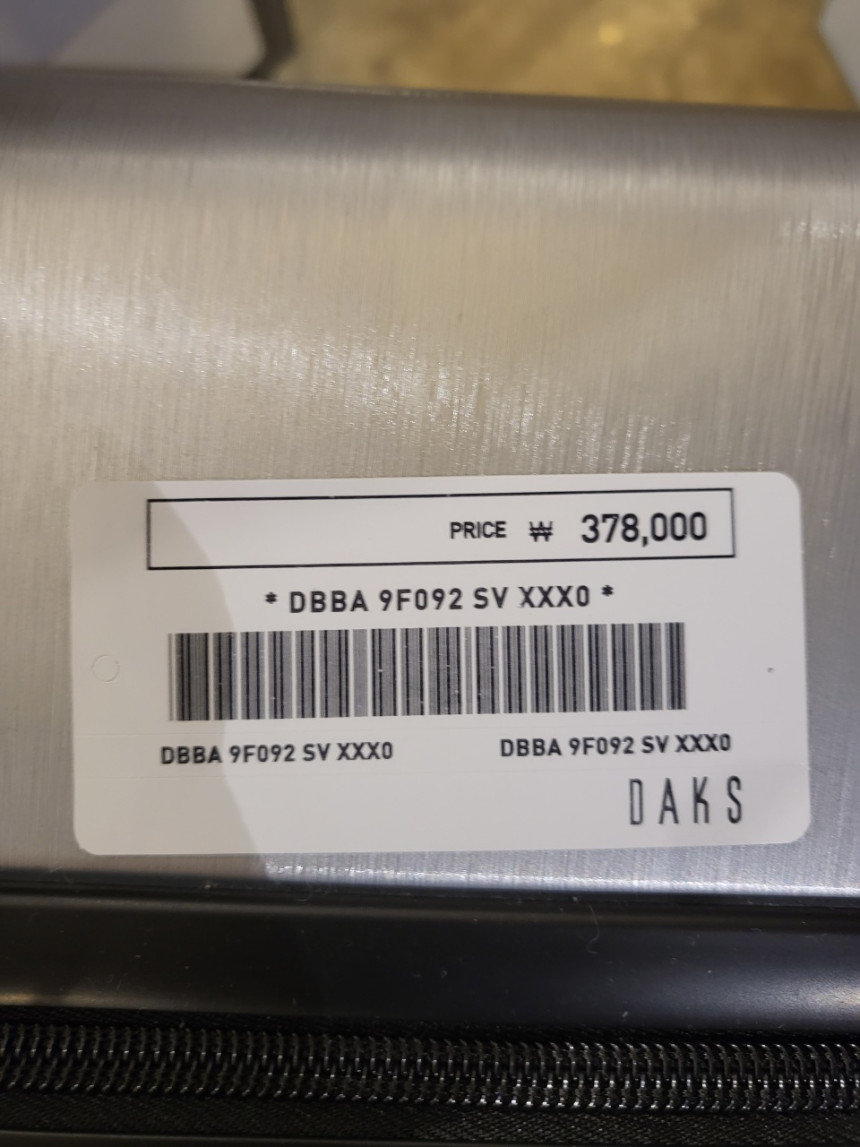 PRICE ₩ 378,000
* DBBA 9F092 SV XXX0 *
DBBA 9F092 SV XXX0 DBBA 9F092 SV XXX0
DAKS